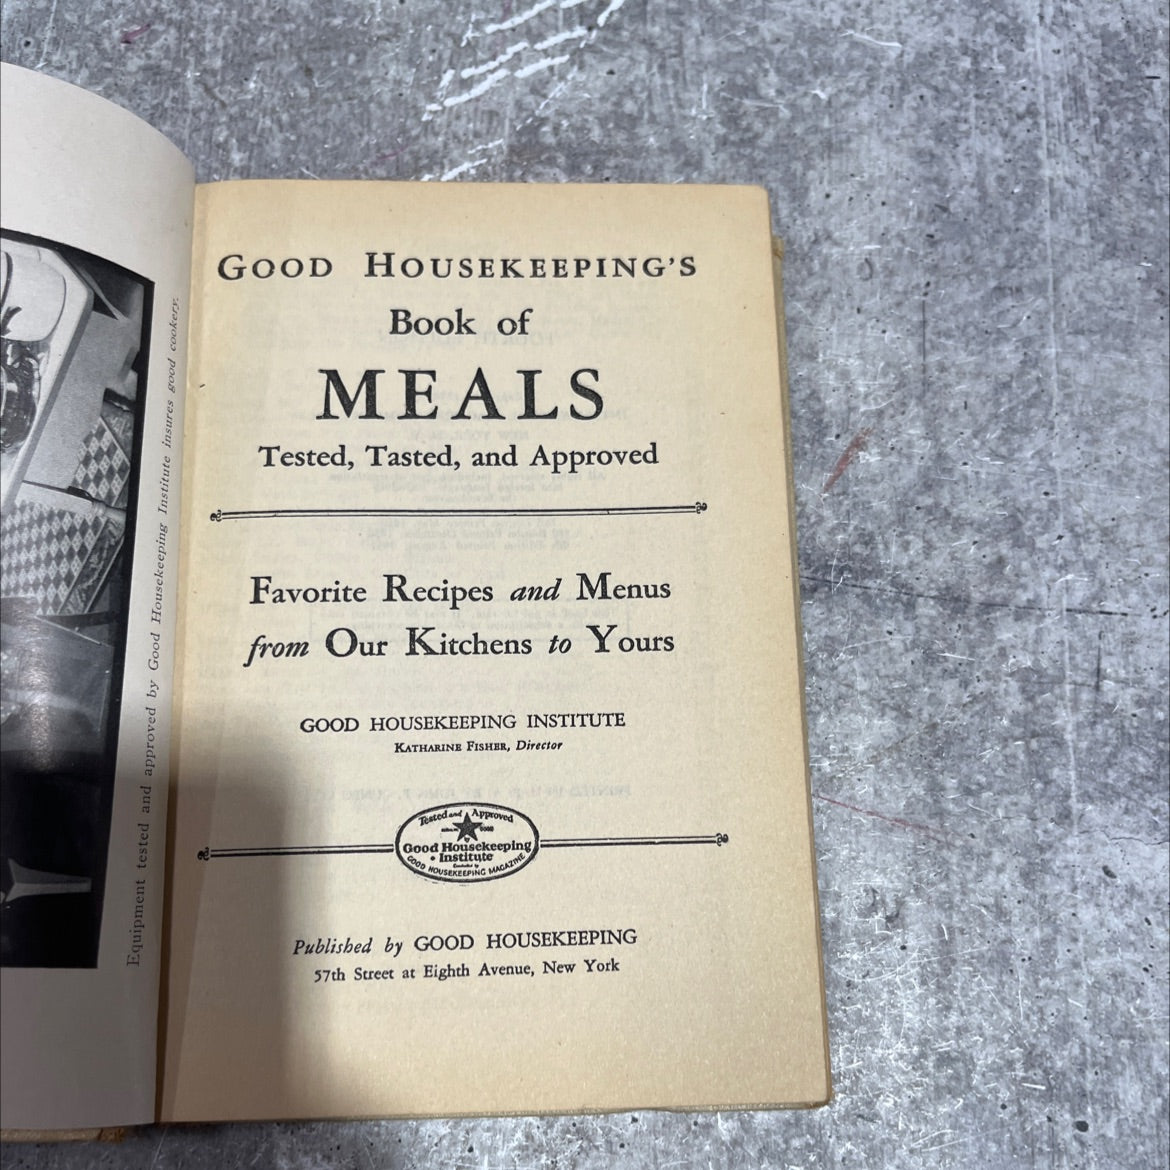 Equipment tested and approved by Good Housekeeping Institute insures good cookery.
GOOD HOUSEKEEPING'S
Book of
MEALS
Tested, Tasted, and Approved
Favorite Recipes and Menus
from Our Kitchens to Yours
GOOD HOUSEKEEPING INSTITUTE
KATHARINE FISHER, Director
Tested and Approved
Good Housekeeping
• Institute •
Conducted by
GOOD HOUSEKEEPING MAGAZINE
Published by GOOD HOUSEKEEPING
57th Street at Eighth Avenue, New York